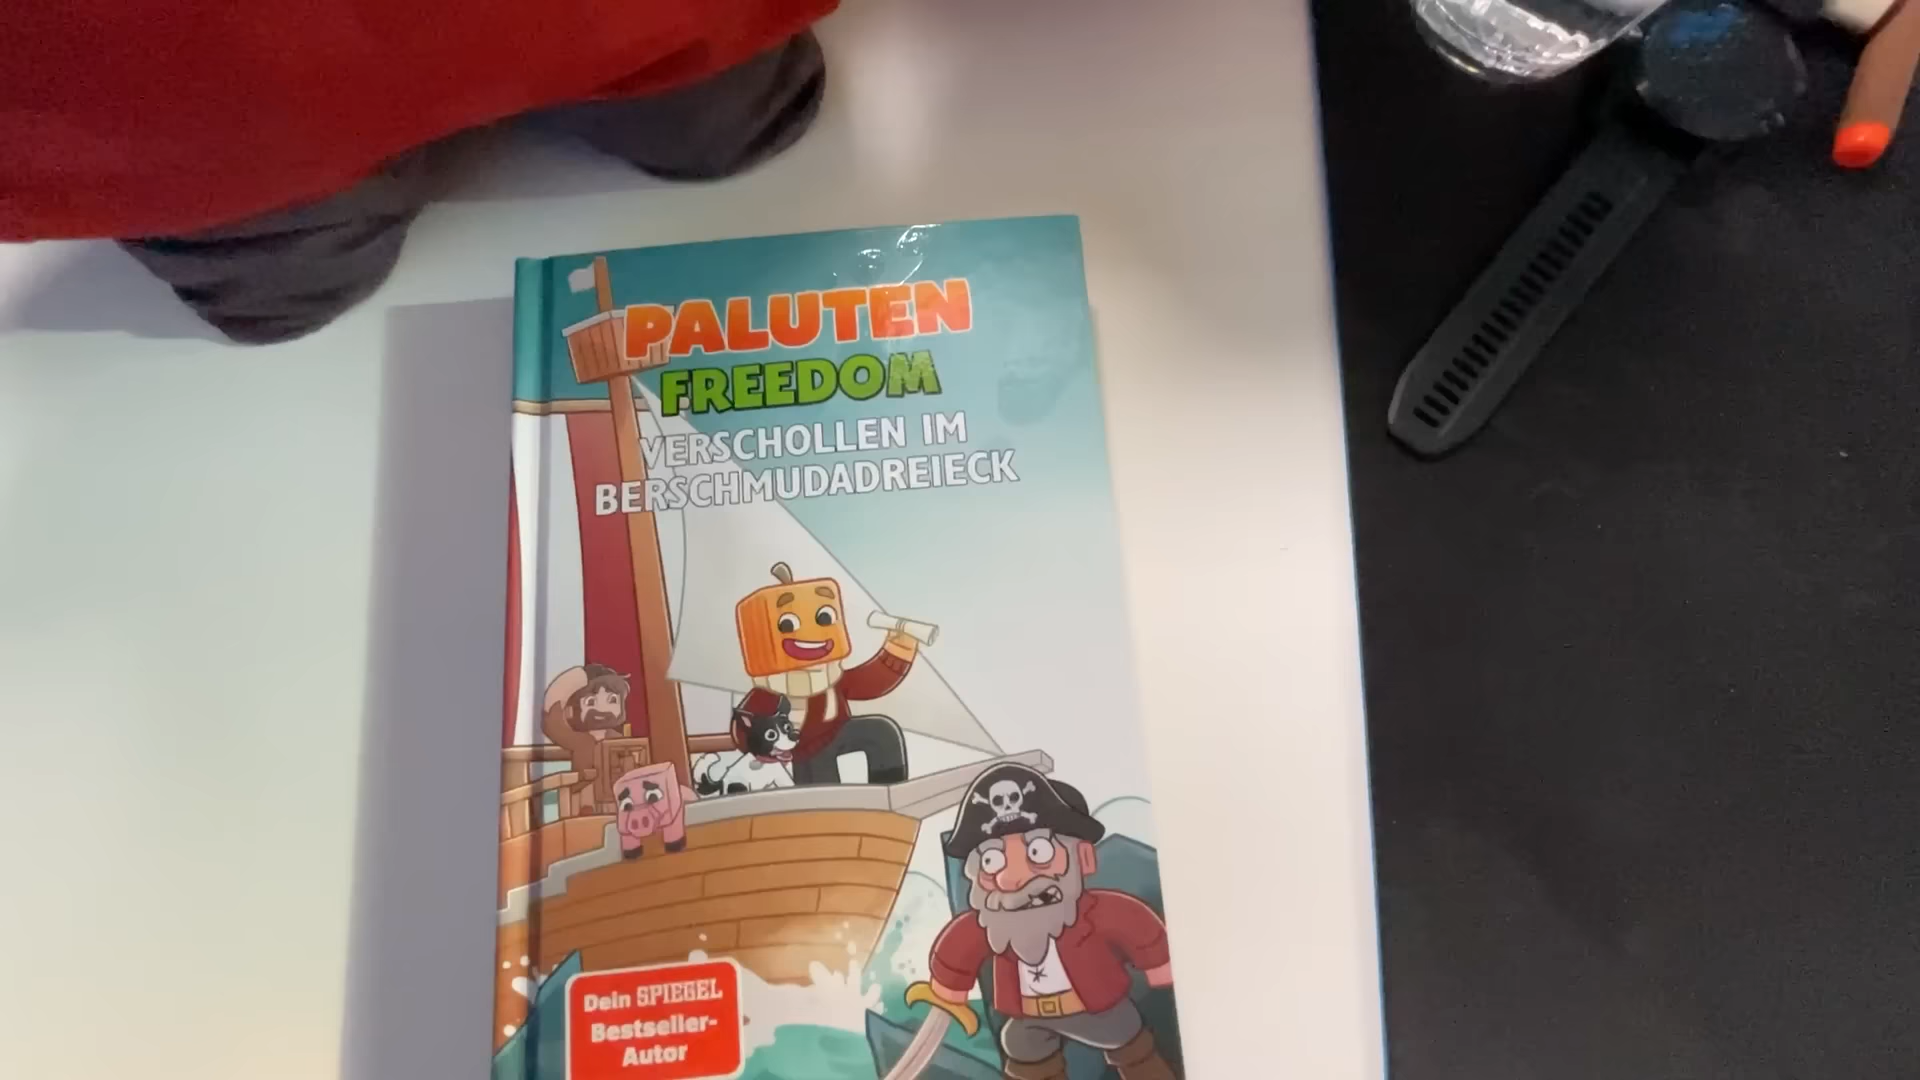 PALUTEN
FREEDOM
VERSCHOLLEN IM
BERSCHMUDADREIECK
Dein SPIEGEL
Bestseller-
Autor